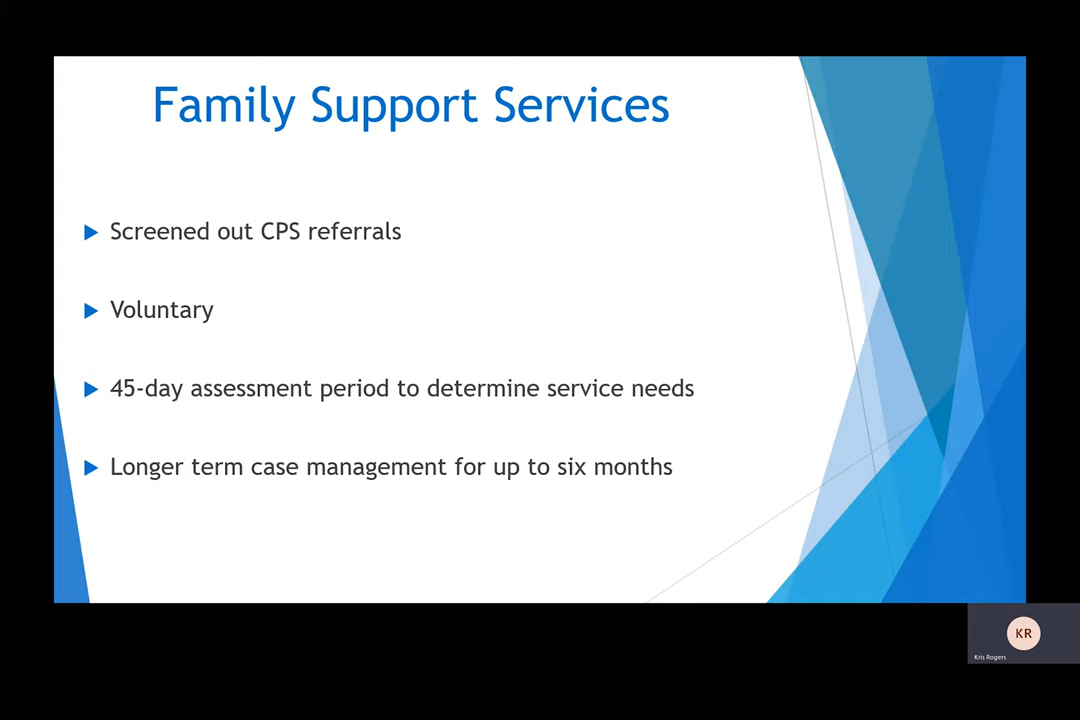 Family Support Services
Screened out CPS referrals
Voluntary
45-day assessment period to determine service needs
Longer term case management for up to six months
KR
Kris Rogers